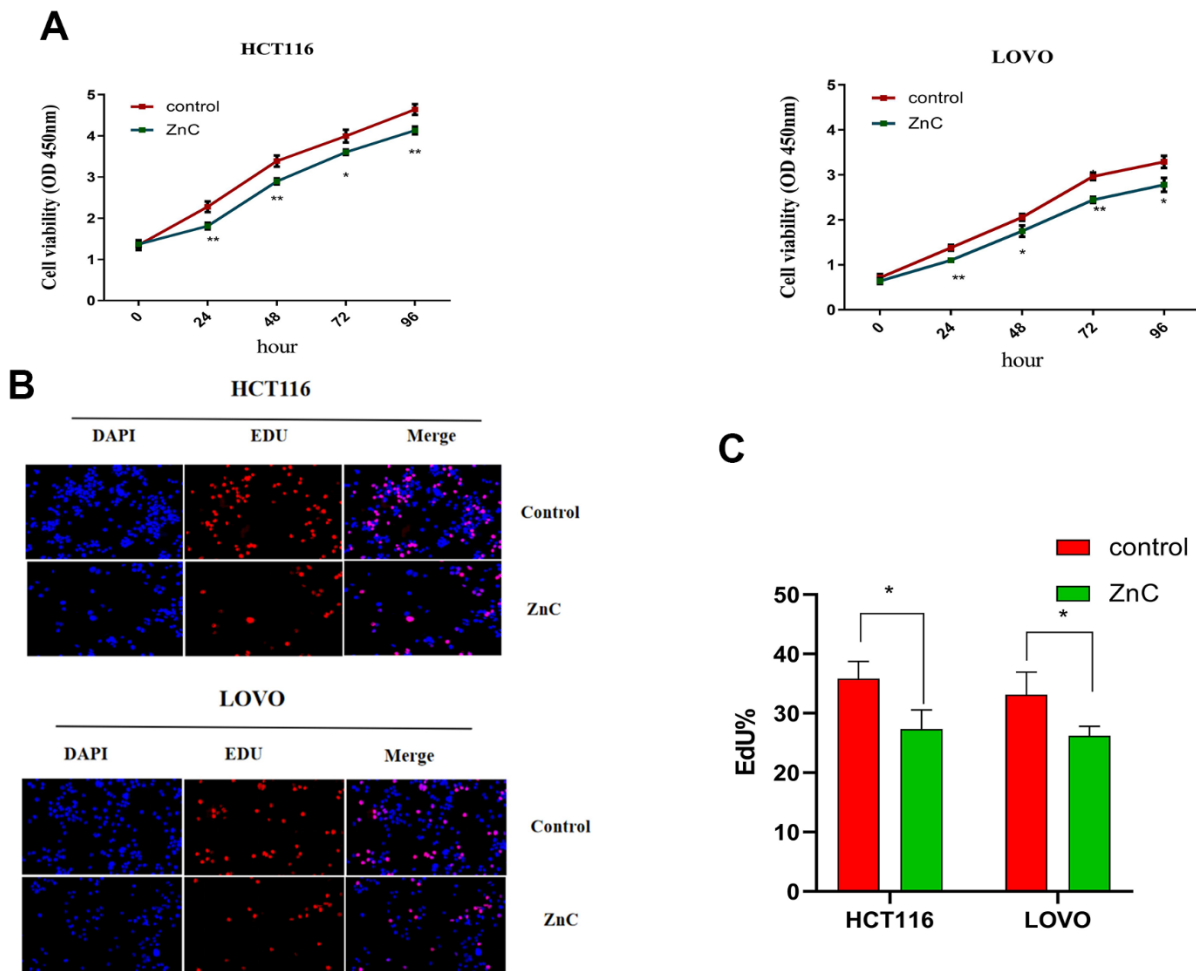 A
HCT116
control
ZnC
Cell viability (OD 450nm)
5
4
3
2
1
0
**
**
*
**
0
24
48
72
96
hour
LOVO
control
ZnC
Cell viability (OD 450nm)
5
4
3
2
1
0
**
*
**
*
0
24
48
72
96
hour
B
HCT116
DAPI EDU Merge
Control
ZnC
LOVO
DAPI EDU Merge
Control
ZnC
C
control
ZnC
EdU%
50
40
30
20
10
0
*
*
HCT116 LOVO